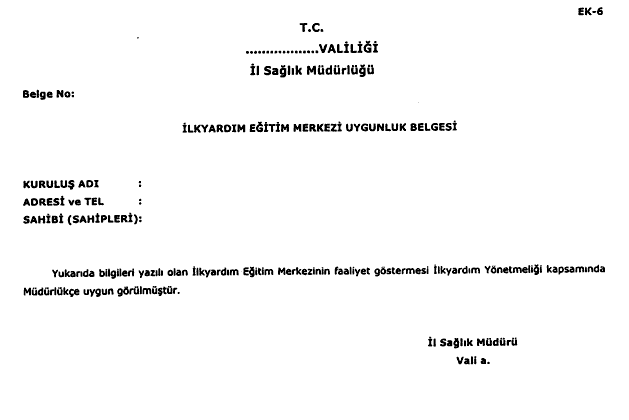 EK-6
T.C.
..................VALİLİĞİ
İl Sağlık Müdürlüğü
Belge No:
İLKYARDIM EĞİTİM MERKEZİ UYGUNLUK BELGESİ
KURULUŞ ADI :
ADRESİ ve TEL :
SAHİBİ (SAHİPLERİ):
Yukarıda bilgileri yazılı olan İlkyardım Eğitim Merkezinin faaliyet göstermesi İlkyardım Yönetmeliği kapsamında
Müdürlükçe uygun görülmüştür.
İl Sağlık Müdürü
Vali a.